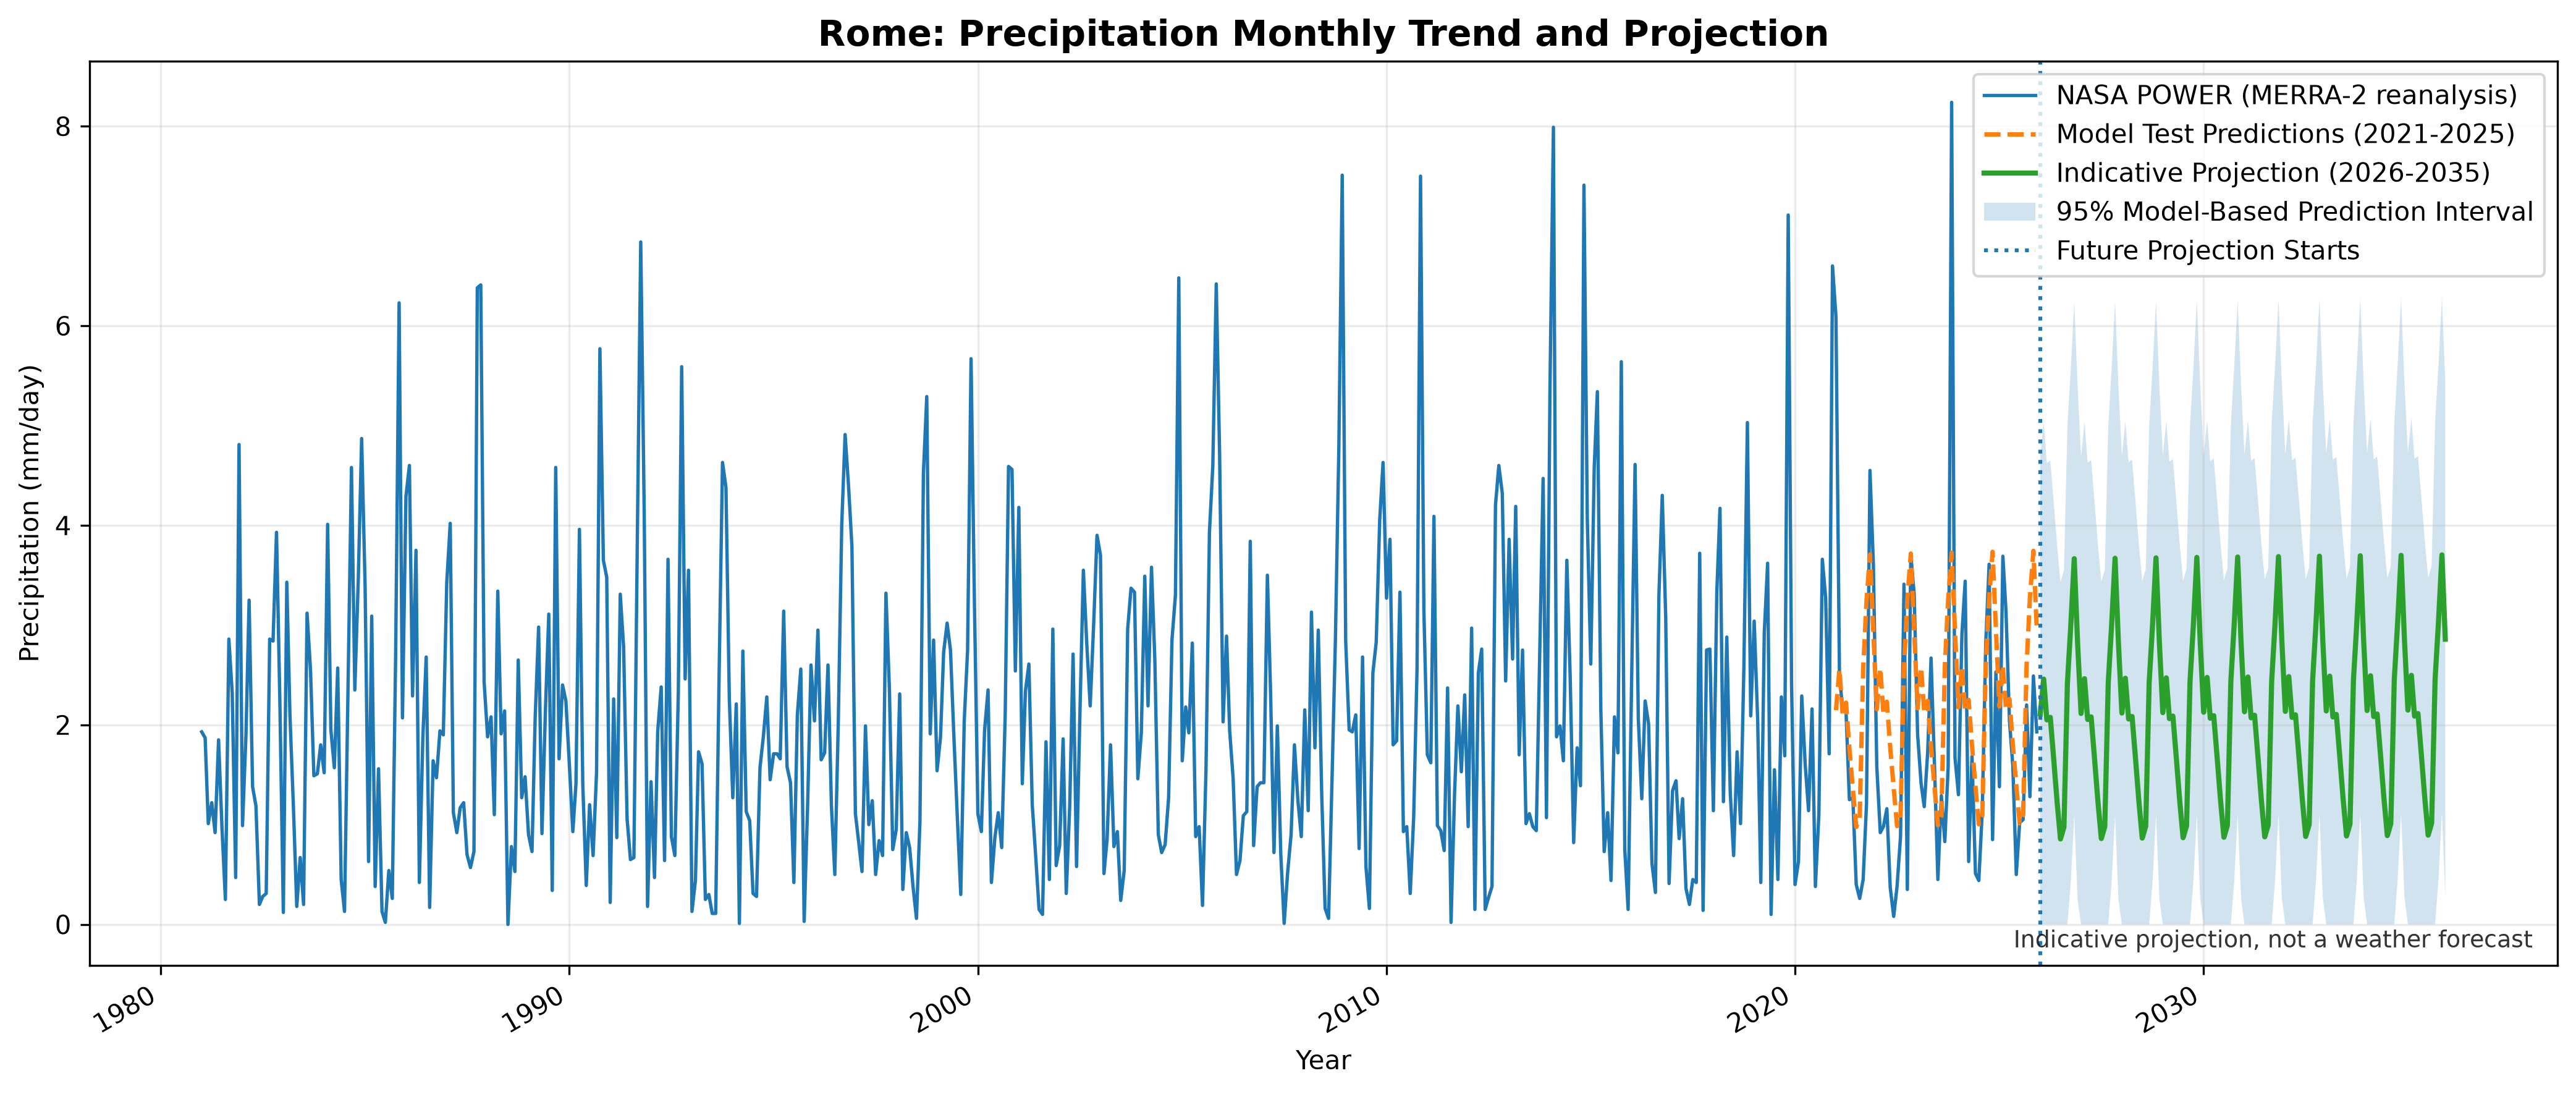 Rome: Precipitation Monthly Trend and Projection
NASA POWER (MERRA-2 reanalysis)
Model Test Predictions (2021-2025)
Indicative Projection (2026-2035)
95% Model-Based Prediction Interval
Future Projection Starts
Precipitation (mm/day)
8
6
4
2
0
Indicative projection, not a weather forecast
1980
1990
2000
2010
2020
2030
Year